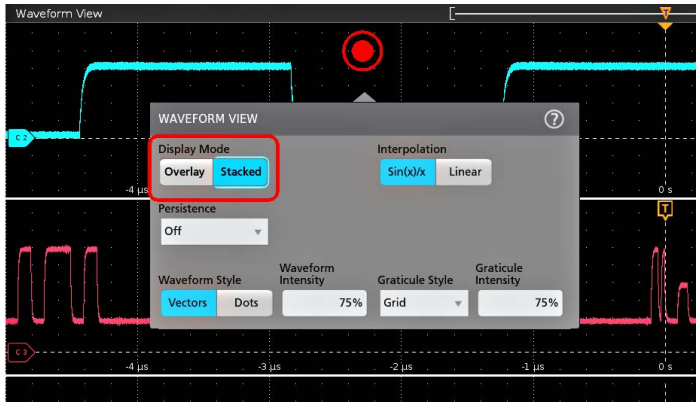 Waveform View
[
T
C 2
WAVEFORM VIEW
?
Display Mode
Interpolation
Overlay Stacked
Sin(x)/x Linear
-4 µs
0 s
Persistence
T
Off
Waveform Style
Waveform Intensity
Graticule Style
Graticule Intensity
Vectors Dots
75%
Grid
75%
C 3
-4 µs
-3 µs
-2 µs
-1 µs
0 s